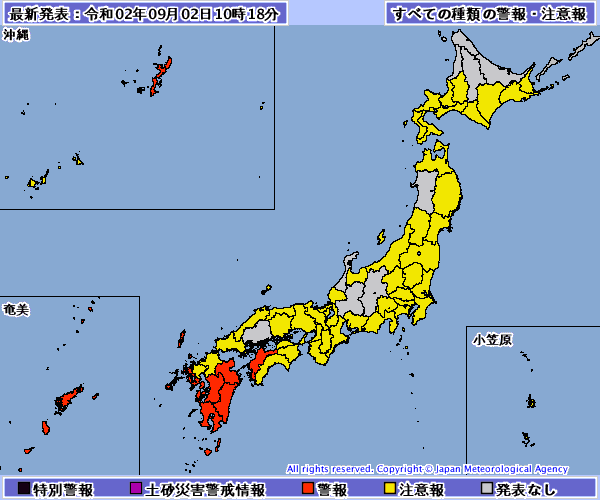 最新発表：令和02年09月02日10時18分
すべての種類の警報・注意報
沖縄
奄美
小笠原
All rights reserved. Copyright © Japan Meteorological Agency
特別警報 土砂災害警戒情報 警報 注意報 発表なし